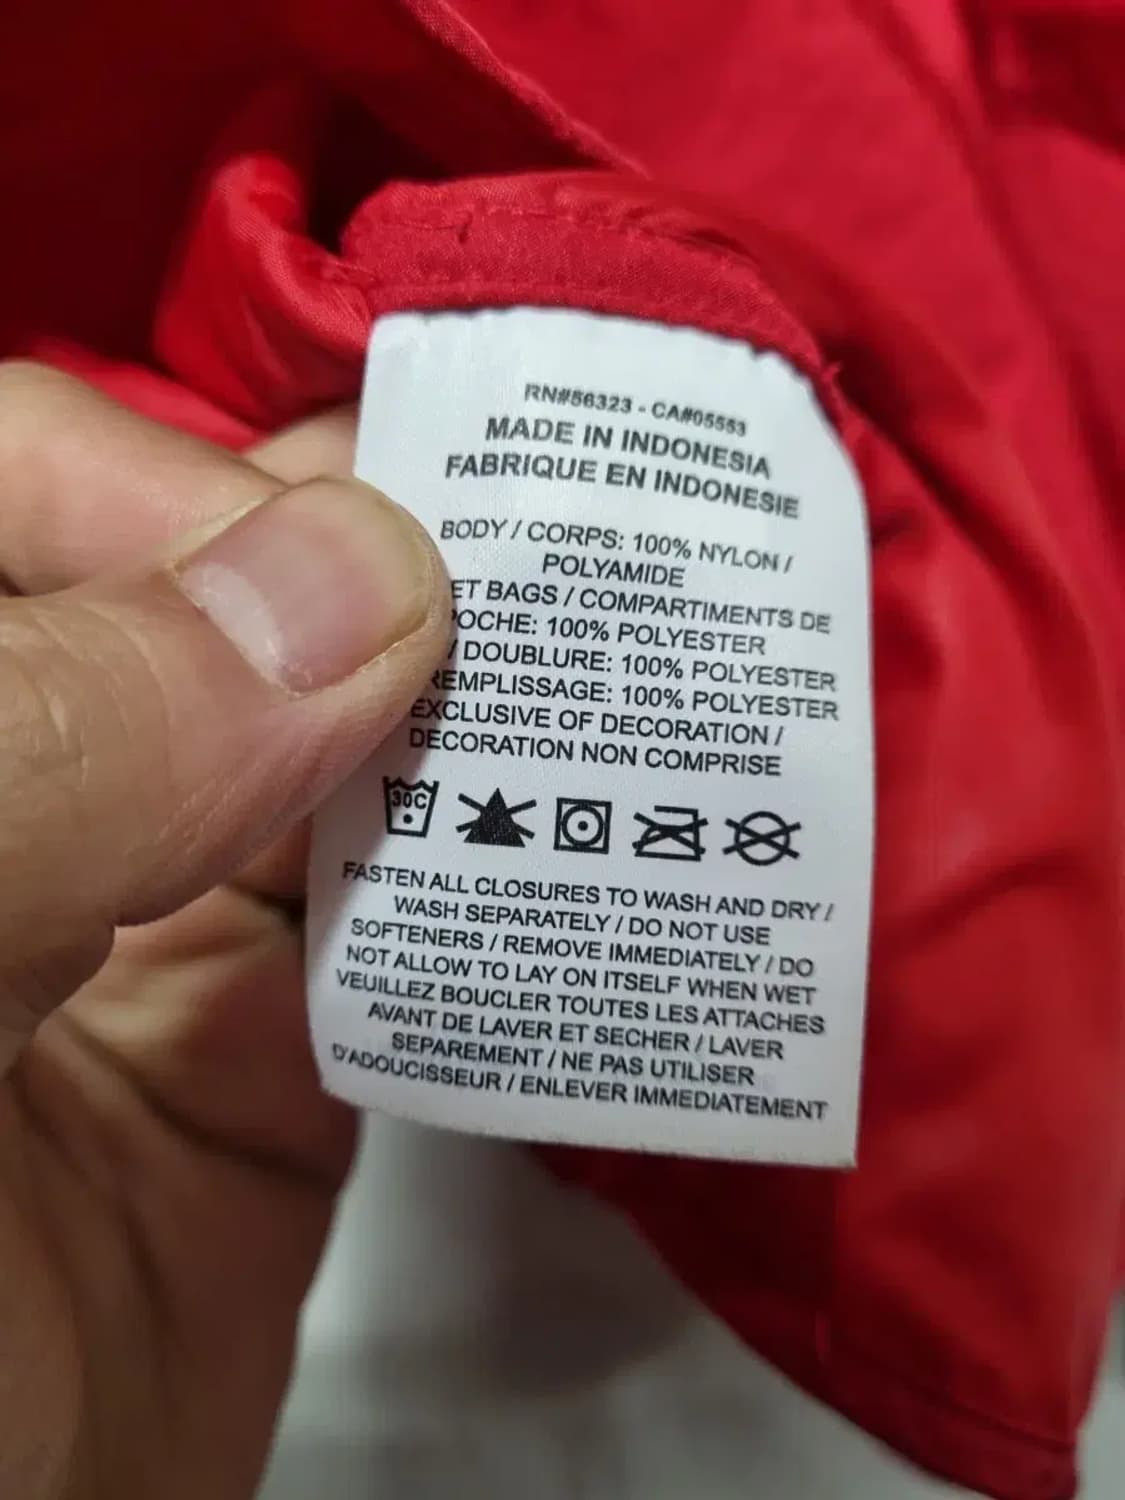 RN#56323 - CA#05553
MADE IN INDONESIA
FABRIQUE EN INDONESIE
BODY / CORPS: 100% NYLON /
POLYAMIDE
ET BAGS / COMPARTIMENTS DE
POCHE: 100% POLYESTER
/ DOUBLURE: 100% POLYESTER
REMPLISSAGE: 100% POLYESTER
EXCLUSIVE OF DECORATION /
DECORATION NON COMPRISE
30C
FASTEN ALL CLOSURES TO WASH AND DRY /
WASH SEPARATELY / DO NOT USE
SOFTENERS / REMOVE IMMEDIATELY / DO
NOT ALLOW TO LAY ON ITSELF WHEN WET
VEUILLEZ BOUCLER TOUTES LES ATTACHES
AVANT DE LAVER ET SECHER / LAVER
SEPAREMENT / NE PAS UTILISER
D'ADOUCISSEUR / ENLEVER IMMEDIATEMENT